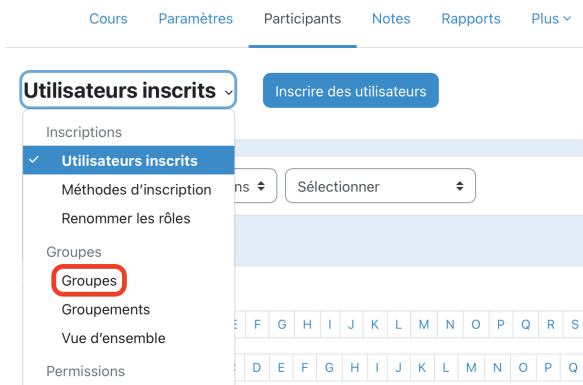 Cours Paramètres Participants Notes Rapports Plus
Utilisateurs inscrits Inscrire des utilisateurs
Inscriptions
Utilisateurs inscrits
Méthodes d'inscription ns Sélectionner
Renommer les rôles
Groupes
Groupes
Groupements
E F G H I J K L M N O P Q R S
Vue d'ensemble
D E F G H I J K L M N O P Q
Permissions